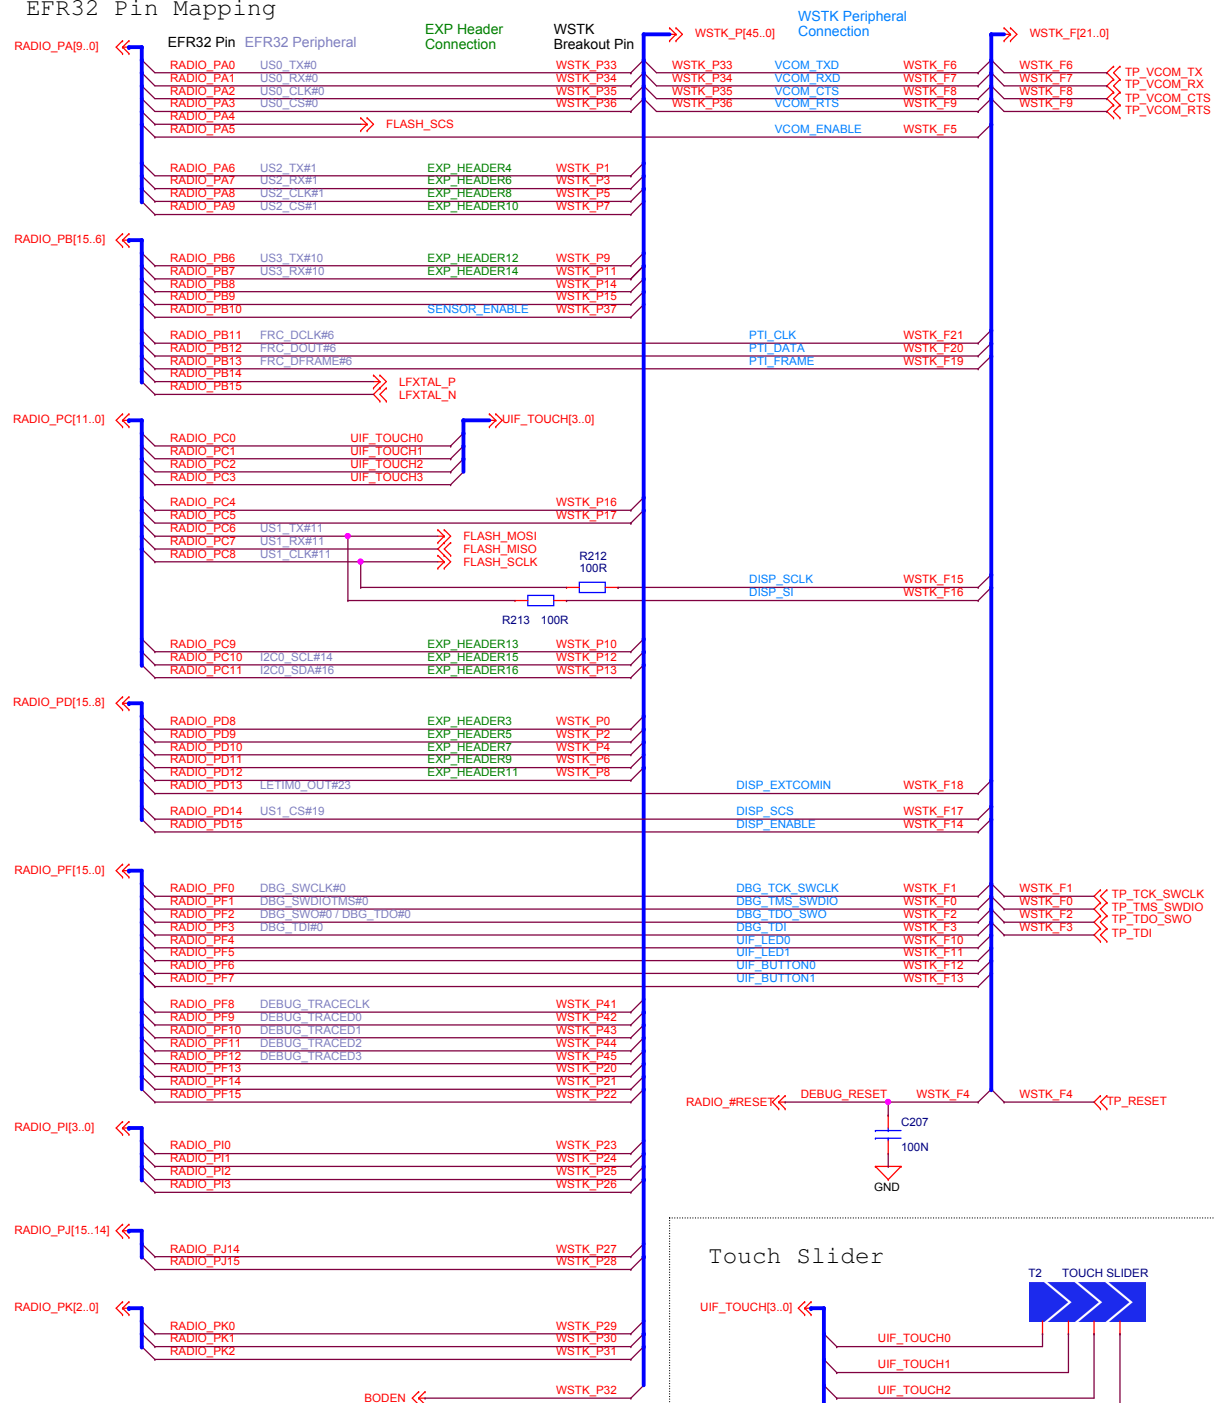 EFR32 Pin Mapping
RADIO_PA[9..0]
EFR32 Pin EFR32 Peripheral EXP Header Connection WSTK Breakout Pin WSTK_P[45..0] WSTK Peripheral Connection WSTK_F[21..0]
RADIO_PA0 US0_TX#0 WSTK_P33 WSTK_P33 VCOM_TXD WSTK_F6 WSTK_F6 TP_VCOM_TX
RADIO_PA1 US0_RX#0 WSTK_P34 WSTK_P34 VCOM_RXD WSTK_F7 WSTK_F7 TP_VCOM_RX
RADIO_PA2 US0_CLK#0 WSTK_P35 WSTK_P35 VCOM_CTS WSTK_F8 WSTK_F8 TP_VCOM_CTS
RADIO_PA3 US0_CS#0 WSTK_P36 WSTK_P36 VCOM_RTS WSTK_F9 WSTK_F9 TP_VCOM_RTS
RADIO_PA4 FLASH_SCS
RADIO_PA5 VCOM_ENABLE WSTK_F5
RADIO_PA6 US2_TX#1 EXP_HEADER4 WSTK_P1
RADIO_PA7 US2_RX#1 EXP_HEADER6 WSTK_P3
RADIO_PA8 US2_CLK#1 EXP_HEADER8 WSTK_P5
RADIO_PA9 US2_CS#1 EXP_HEADER10 WSTK_P7
RADIO_PB[15..6]
RADIO_PB6 US3_TX#10 EXP_HEADER12 WSTK_P9
RADIO_PB7 US3_RX#10 EXP_HEADER14 WSTK_P11
RADIO_PB8 WSTK_P14
RADIO_PB9 WSTK_P15
RADIO_PB10 SENSOR_ENABLE WSTK_P37
RADIO_PB11 FRC_DCLK#6 PTI_CLK WSTK_F21
RADIO_PB12 FRC_DOUT#6 PTI_DATA WSTK_F20
RADIO_PB13 FRC_DFRAME#6 PTI_FRAME WSTK_F19
RADIO_PB14 LFXTAL_P
RADIO_PB15 LFXTAL_N
RADIO_PC[11..0] UIF_TOUCH[3..0]
RADIO_PC0 UIF_TOUCH0
RADIO_PC1 UIF_TOUCH1
RADIO_PC2 UIF_TOUCH2
RADIO_PC3 UIF_TOUCH3
RADIO_PC4 WSTK_P16
RADIO_PC5 WSTK_P17
RADIO_PC6 US1_TX#11 FLASH_MOSI
RADIO_PC7 US1_RX#11 FLASH_MISO
RADIO_PC8 US1_CLK#11 FLASH_SCLK
R212
100R
DISP_SCLK WSTK_F15
DISP_SI WSTK_F16
R213 100R
RADIO_PC9 EXP_HEADER13 WSTK_P10
RADIO_PC10 I2C0_SCL#14 EXP_HEADER15 WSTK_P12
RADIO_PC11 I2C0_SDA#16 EXP_HEADER16 WSTK_P13
RADIO_PD[15..8]
RADIO_PD8 EXP_HEADER3 WSTK_P0
RADIO_PD9 EXP_HEADER5 WSTK_P2
RADIO_PD10 EXP_HEADER7 WSTK_P4
RADIO_PD11 EXP_HEADER9 WSTK_P6
RADIO_PD12 EXP_HEADER11 WSTK_P8
RADIO_PD13 LETIM0_OUT#23 DISP_EXTCOMIN WSTK_F18
RADIO_PD14 US1_CS#19 DISP_SCS WSTK_F17
RADIO_PD15 DISP_ENABLE WSTK_F14
RADIO_PF[15..0]
RADIO_PF0 DBG_SWCLK#0 DBG_TCK_SWCLK WSTK_F1 WSTK_F1 TP_TCK_SWCLK
RADIO_PF1 DBG_SWDIOTMS#0 DBG_TMS_SWDIO WSTK_F0 WSTK_F0 TP_TMS_SWDIO
RADIO_PF2 DBG_SWO#0 / DBG_TDO#0 DBG_TDO_SWO WSTK_F2 WSTK_F2 TP_TDO_SWO
RADIO_PF3 DBG_TDI#0 DBG_TDI WSTK_F3 WSTK_F3 TP_TDI
RADIO_PF4 UIF_LED0 WSTK_F10
RADIO_PF5 UIF_LED1 WSTK_F11
RADIO_PF6 UIF_BUTTON0 WSTK_F12
RADIO_PF7 UIF_BUTTON1 WSTK_F13
RADIO_PF8 DEBUG_TRACECLK WSTK_P41
RADIO_PF9 DEBUG_TRACED0 WSTK_P42
RADIO_PF10 DEBUG_TRACED1 WSTK_P43
RADIO_PF11 DEBUG_TRACED2 WSTK_P44
RADIO_PF12 DEBUG_TRACED3 WSTK_P45
RADIO_PF13 WSTK_P20
RADIO_PF14 WSTK_P21
RADIO_PF15 WSTK_P22
RADIO_#RESET DEBUG_RESET WSTK_F4 WSTK_F4 TP_RESET
C207
100N
GND
RADIO_PI[3..0]
RADIO_PI0 WSTK_P23
RADIO_PI1 WSTK_P24
RADIO_PI2 WSTK_P25
RADIO_PI3 WSTK_P26
RADIO_PJ[15..14]
RADIO_PJ14 WSTK_P27
RADIO_PJ15 WSTK_P28
RADIO_PK[2..0]
RADIO_PK0 WSTK_P29
RADIO_PK1 WSTK_P30
RADIO_PK2 WSTK_P31
BODEN WSTK_P32
Touch Slider
T2 TOUCH SLIDER
UIF_TOUCH[3..0]
UIF_TOUCH0
UIF_TOUCH1
UIF_TOUCH2